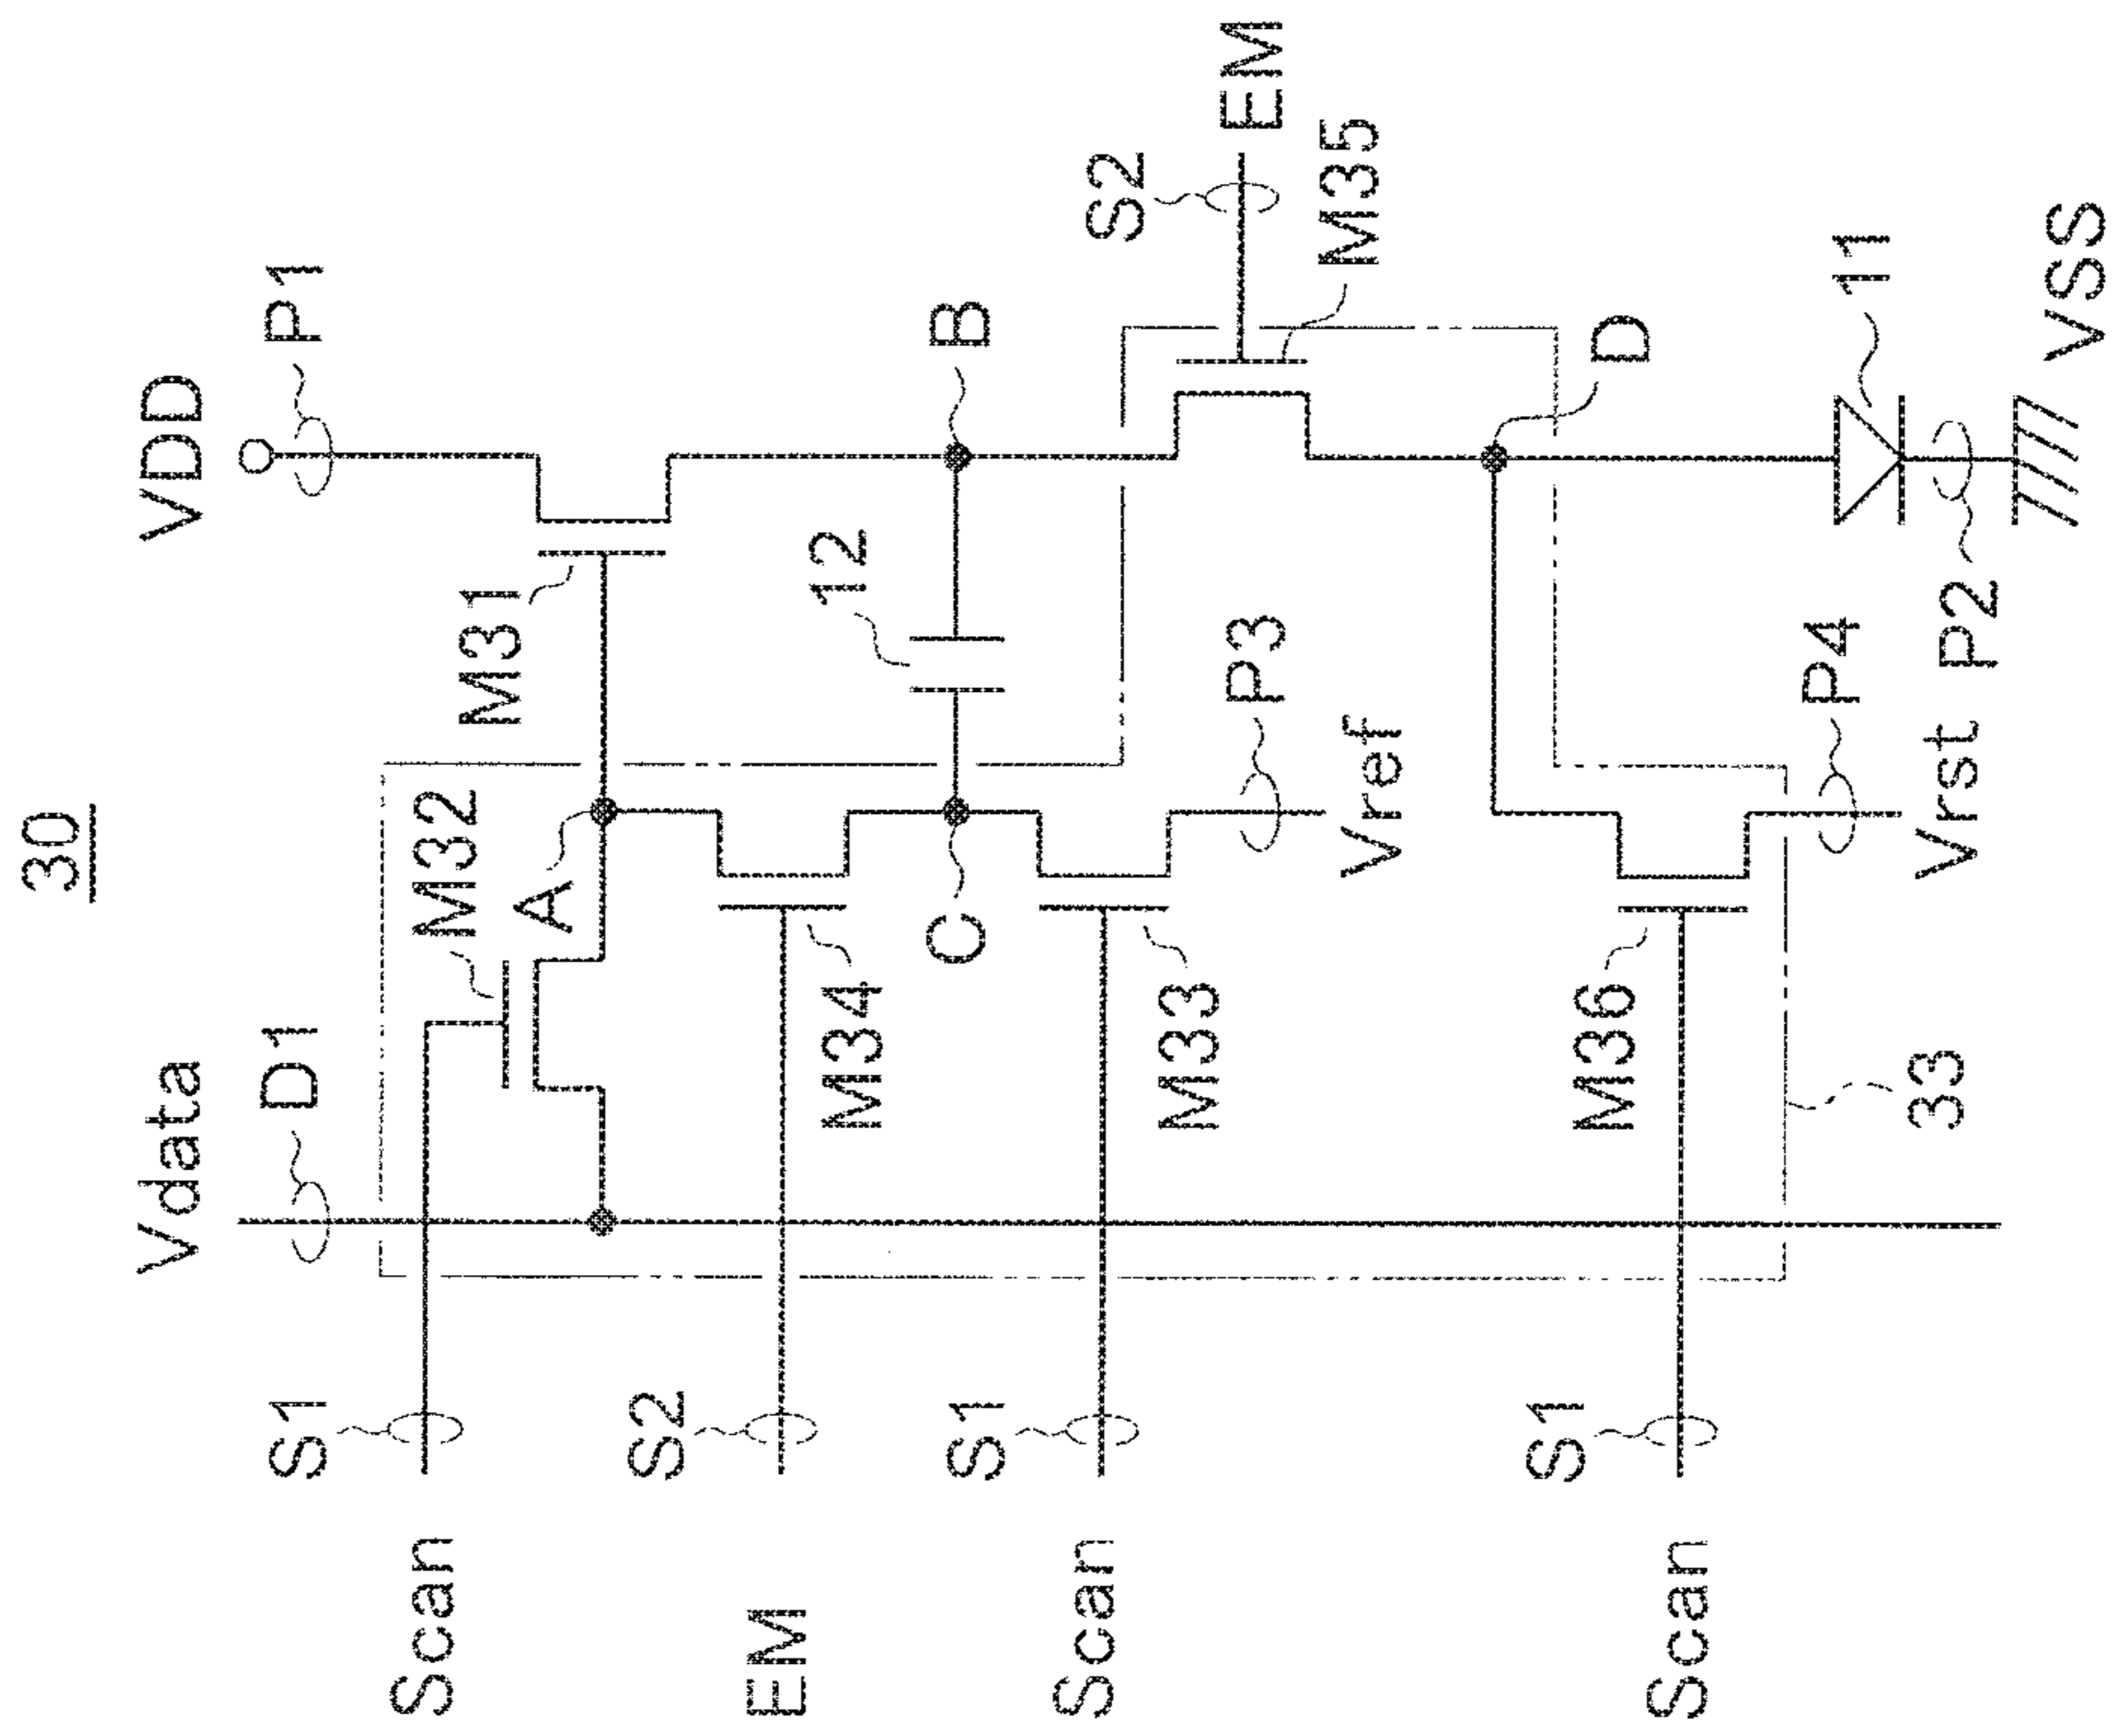 30
Vdata
D1
VDD
P1
S1
Scan
M32
A
M31
S2
EM
M34
12
B
C
S1
Scan
M33
P3
Vref
S2
EM
M35
D
S1
Scan
M36
P4
Vrst
11
P2
VSS
33